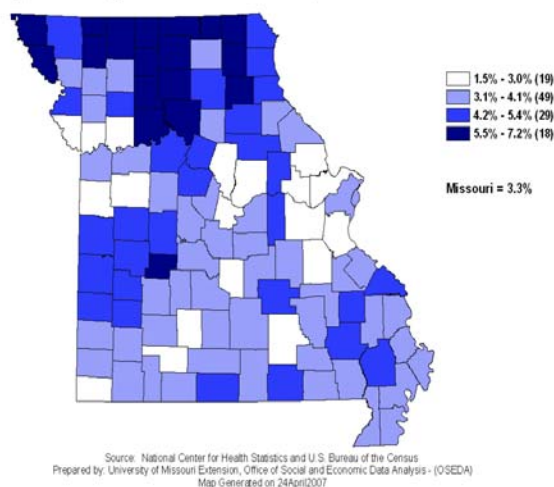 1.5% - 3.0% (19)
3.1% - 4.1% (49)
4.2% - 5.4% (29)
5.5% - 7.2% (18)
Missouri = 3.3%
Source: National Center for Health Statistics and U.S. Bureau of the Census
Prepared by: University of Missouri Extension, Office of Social and Economic Data Analysis - (OSEDA)
Map Generated on 24April2007